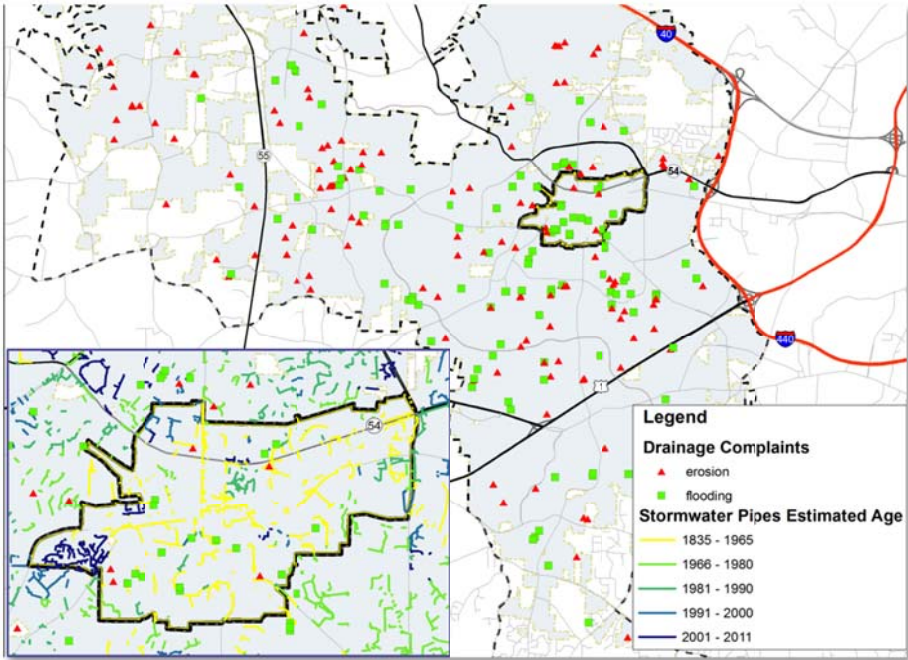 40
55
54
440
1
54
Legend
Drainage Complaints
erosion
flooding
Stormwater Pipes Estimated Age
1835 - 1965
1966 - 1980
1981 - 1990
1991 - 2000
2001 - 2011